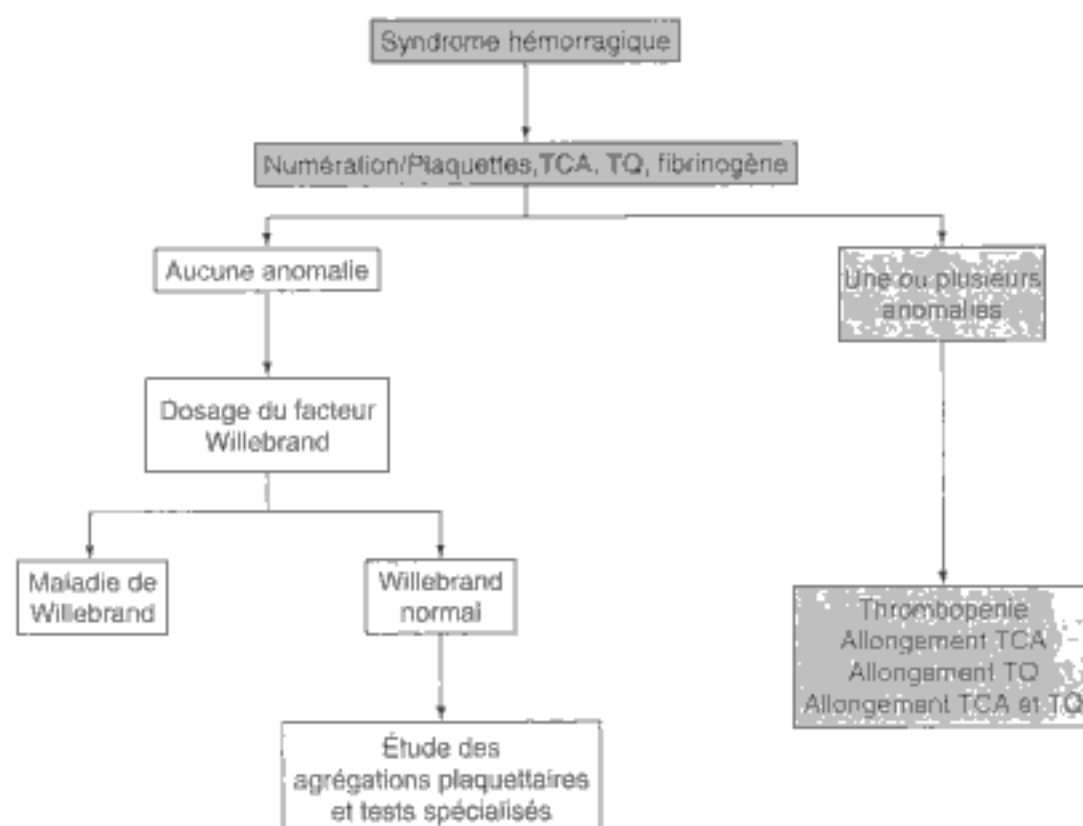 Syndrome hémorragique
Numération/Plaquettes, TCA, TQ, fibrinogène
Aucune anomalie
Une ou plusieurs
anomalies
Dosage du facteur
Willebrand
Maladie de
Willebrand
Willebrand
normal
Thrombopénie
Allongement TCA
Allongement TQ
Allongement TCA et TQ
Étude des
agrégations plaquettaires
et tests spécialisés